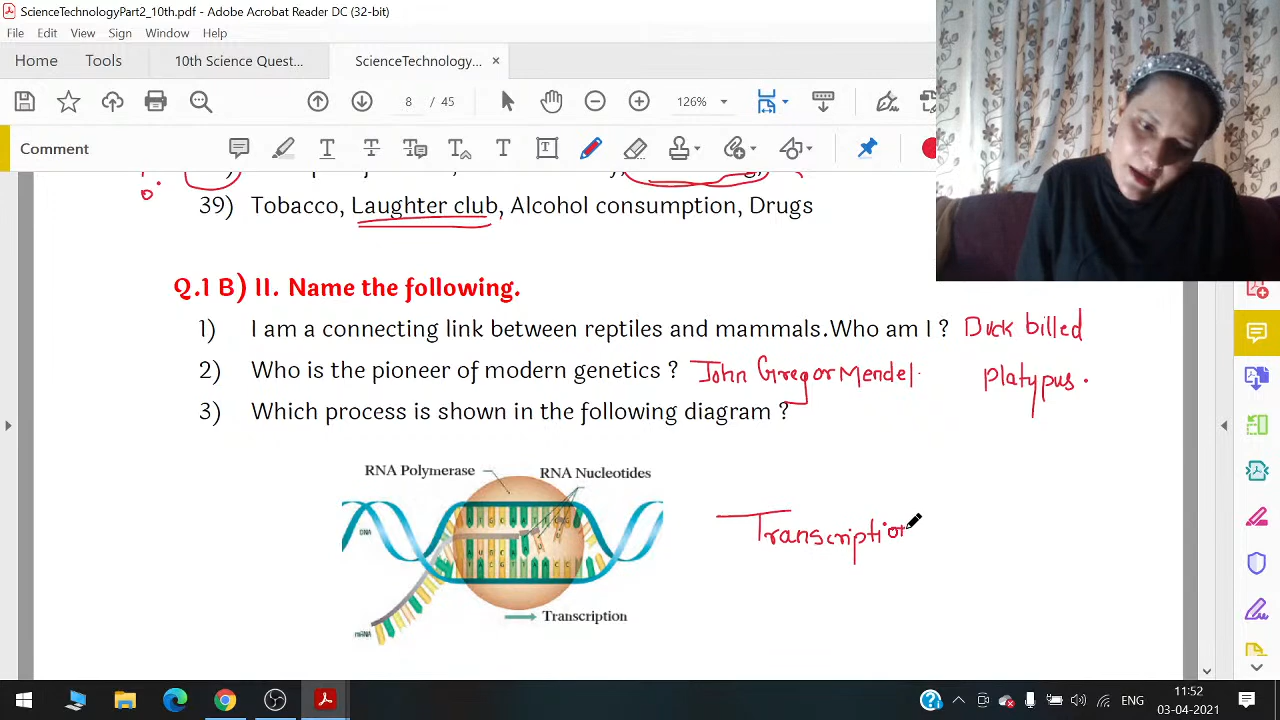 ScienceTechnologyPart2_10th.pdf - Adobe Acrobat Reader DC (32-bit)
File Edit View Sign Window Help
Home Tools 10th Science Quest... ScienceTechnology... ×
8 / 45 126%
Comment
39) Tobacco, Laughter club, Alcohol consumption, Drugs
Q.1 B) II. Name the following.
1) I am a connecting link between reptiles and mammals.Who am I ? Duck billed
2) Who is the pioneer of modern genetics ? John Gregor Mendel. Platypus.
3) Which process is shown in the following diagram ?
RNA Polymerase RNA Nucleotides
DNA
Transcription
Transcription
mRNA
ENG 11:52
03-04-2021